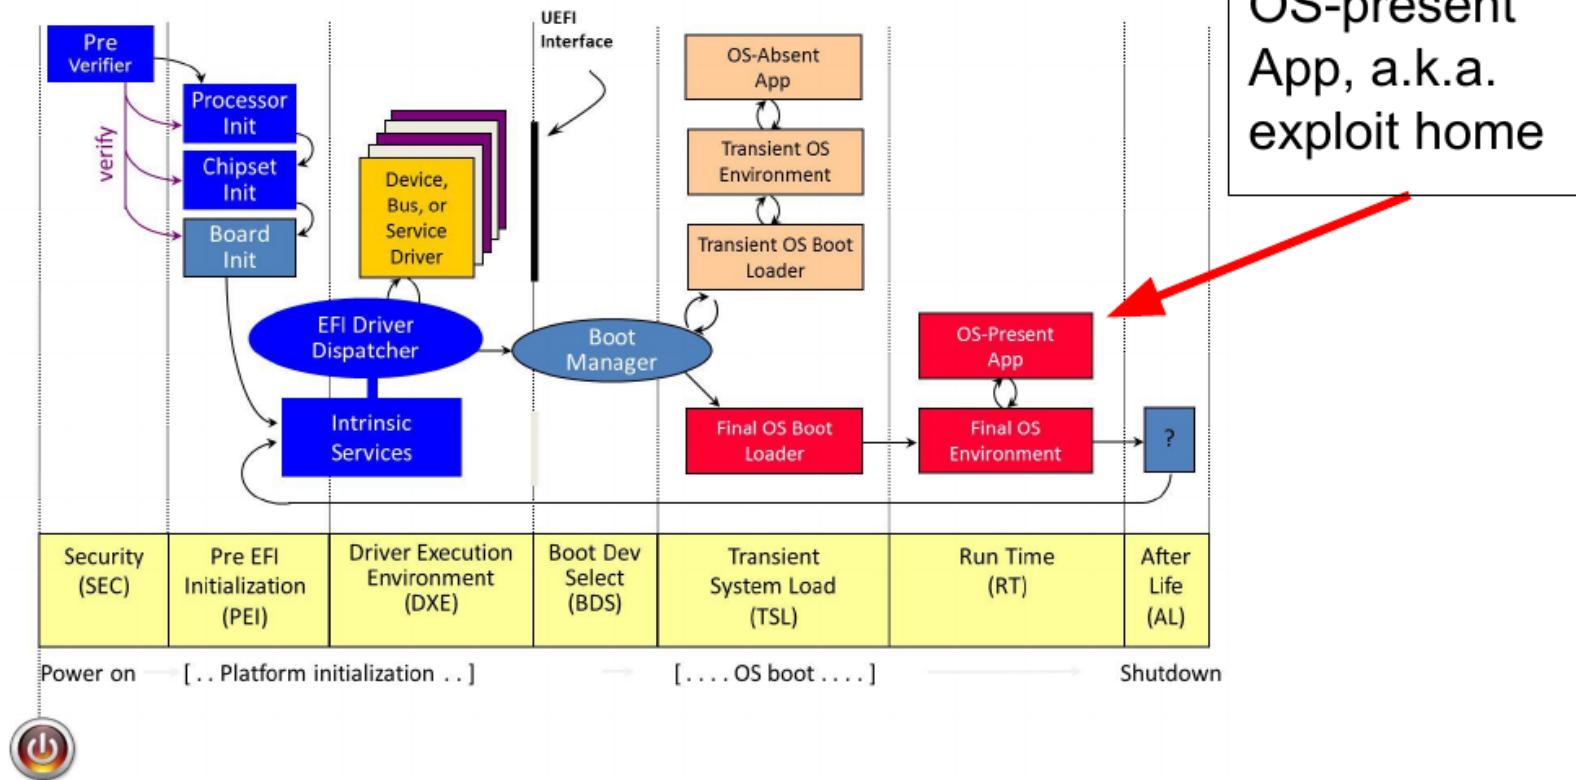 UEFI
Interface
OS-present
App, a.k.a.
exploit home
Pre
Verifier
verify
Processor
Init
Chipset
Init
Board
Init
Device,
Bus, or
Service
Driver
EFI Driver
Dispatcher
Intrinsic
Services
Boot
Manager
OS-Absent
App
Transient OS
Environment
Transient OS Boot
Loader
Final OS Boot
Loader
OS-Present
App
Final OS
Environment
?
Security
(SEC)
Pre EFI
Initialization
(PEI)
Driver Execution
Environment
(DXE)
Boot Dev
Select
(BDS)
Transient
System Load
(TSL)
Run Time
(RT)
After
Life
(AL)
Power on
[ . . Platform initialization . . ]
[ . . . . OS boot . . . . ]
Shutdown